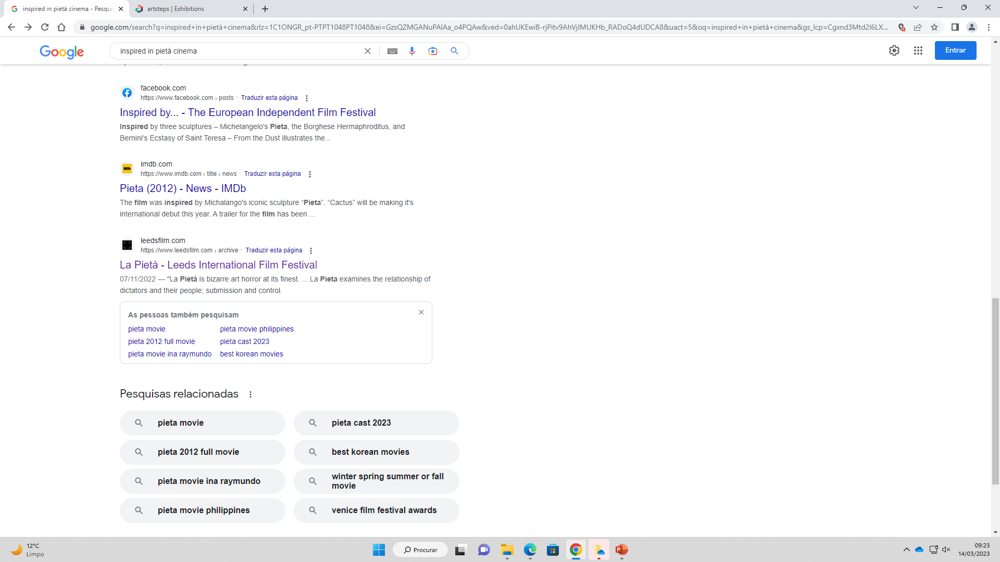 inspired in pietà cinema - Pesquis
artsteps | Exhibitions
google.com/search?q=inspired+in+pietà+cinema&rlz=1C1ONGR_pt-PTPT1048PT1048&ei=GzsQZMGANuPAlAa_o4PQAw&ved=0ahUKEwiB-rjPitv9AhVjIMUKHb_RADoQ4dUDCA8&uact=5&oq=inspired+in+pietà+cinema&gs_lcp=Cgxnd3Mtd2l6LX...
Google
inspired in pietà cinema
Entrar
facebook.com
https://www.facebook.com › posts · Traduzir esta página
Inspired by... - The European Independent Film Festival
Inspired by three sculptures – Michelangelo's Pieta, the Borghese Hermaphroditus, and
Bernini's Ecstasy of Saint Teresa – From the Dust illustrates the...
IMDb
imdb.com
https://www.imdb.com › title › news · Traduzir esta página
Pieta (2012) - News - IMDb
The film was inspired by Michalango's iconic sculpture “Pieta”. “Cactus” will be making it's
international debut this year. A trailer for the film has been ...
leedsfilm.com
https://www.leedsfilm.com › archive · Traduzir esta página
La Pietà - Leeds International Film Festival
07/11/2022 — "La Pietà is bizarre art horror at its finest. ... La Pieta examines the relationship of
dictators and their people; submission and control.
As pessoas também pesquisam
pieta movie
pieta movie philippines
pieta 2012 full movie
pieta cast 2023
pieta movie ina raymundo
best korean movies
Pesquisas relacionadas
pieta movie
pieta cast 2023
pieta 2012 full movie
best korean movies
pieta movie ina raymundo
winter spring summer or fall
movie
pieta movie philippines
venice film festival awards
12°C
Limpo
Procurar
09:23
14/03/2023